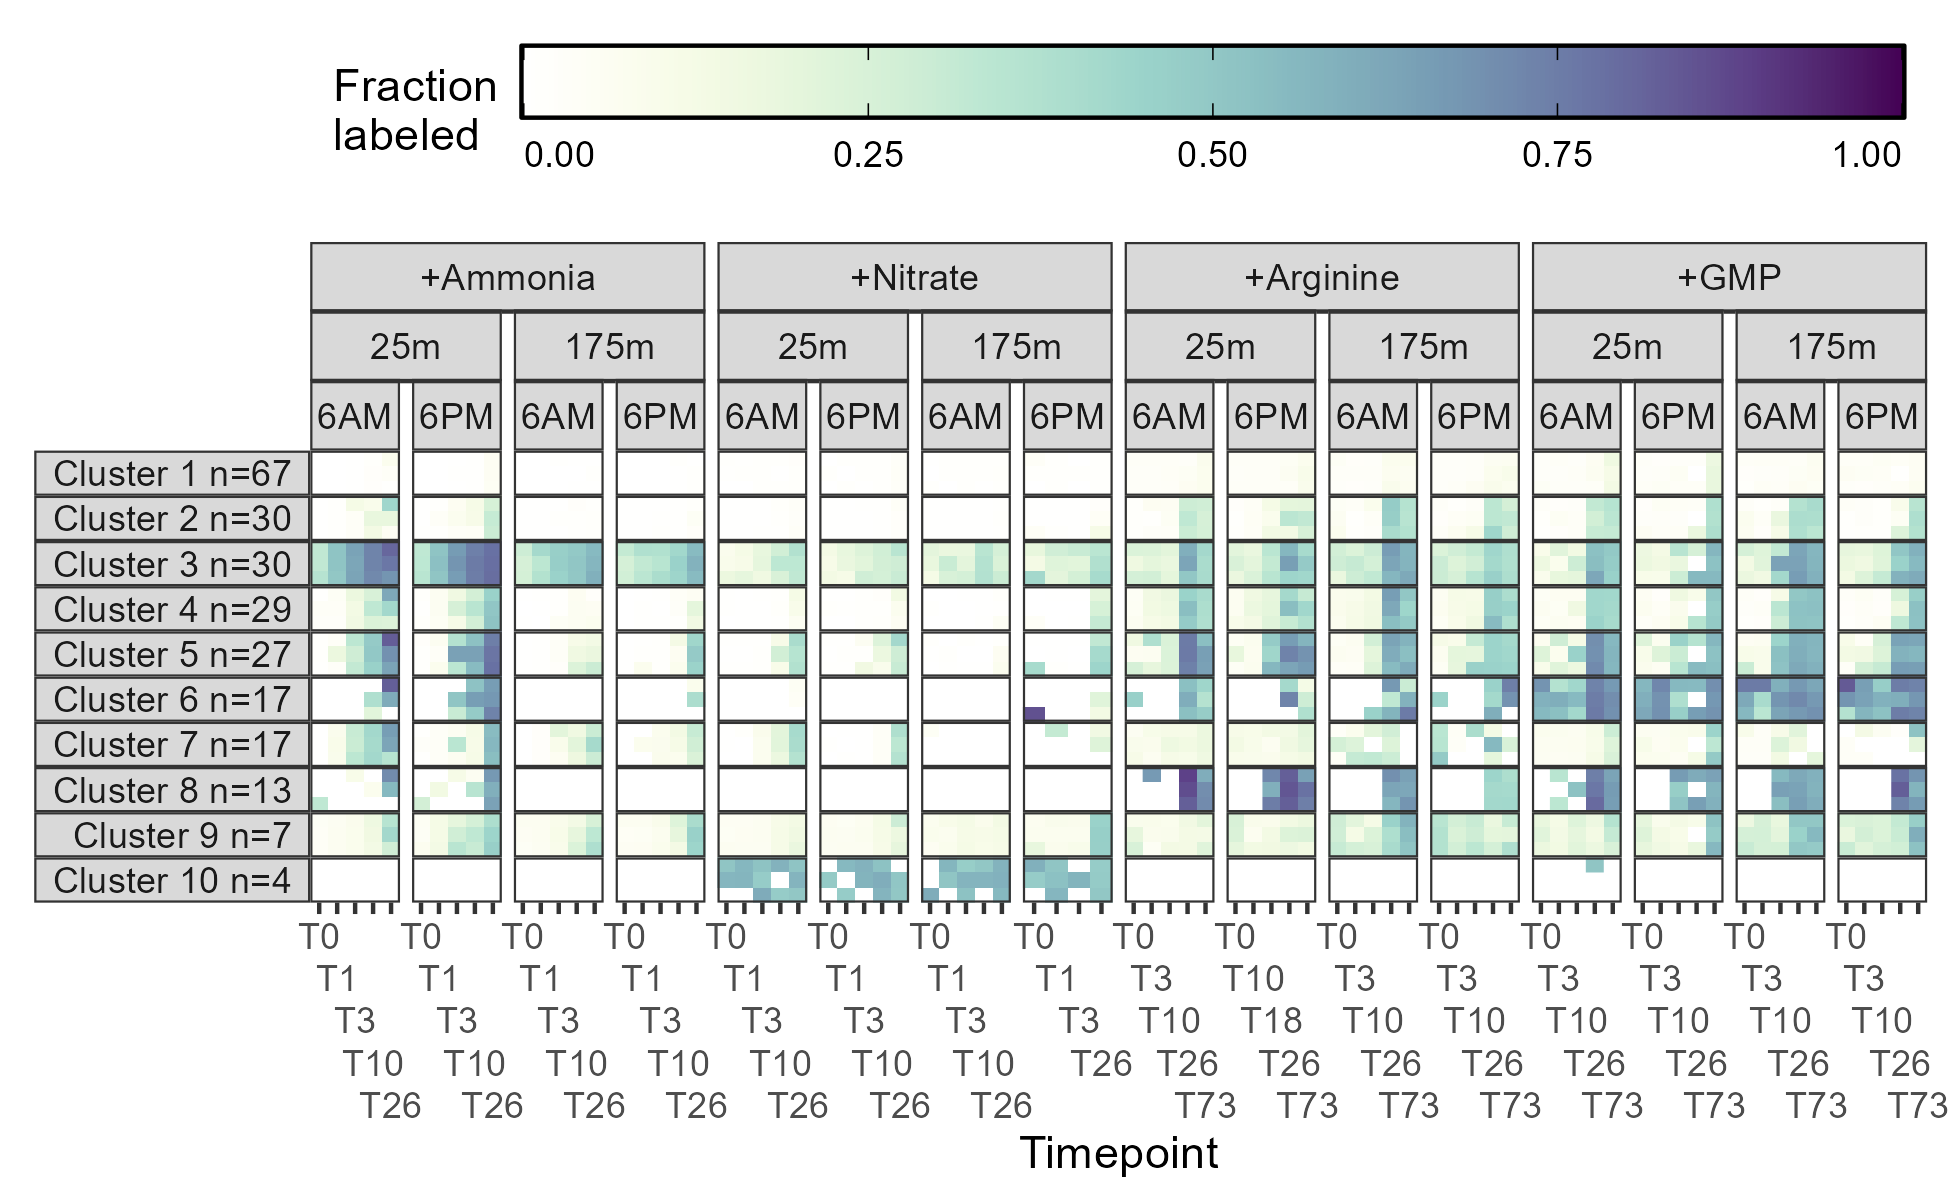 Fraction
labeled
0.00 0.25 0.50 0.75 1.00
+Ammonia +Nitrate +Arginine +GMP
25m 175m 25m 175m 25m 175m 25m 175m
6AM 6PM 6AM 6PM 6AM 6PM 6AM 6PM 6AM 6PM 6AM 6PM 6AM 6PM 6AM 6PM
Cluster 1 n=67
Cluster 2 n=30
Cluster 3 n=30
Cluster 4 n=29
Cluster 5 n=27
Cluster 6 n=17
Cluster 7 n=17
Cluster 8 n=13
Cluster 9 n=7
Cluster 10 n=4
T0 T0 T0 T0 T0 T0 T0 T0 T0 T0 T0 T0 T0 T0 T0 T0
T1 T1 T1 T1 T1 T1 T1 T1 T3 T10 T3 T3 T3 T3 T3 T3
T3 T3 T3 T3 T3 T3 T3 T3 T10 T18 T10 T10 T10 T10 T10 T10
T10 T10 T10 T10 T10 T10 T10 T26 T26 T26 T26 T26 T26 T26 T26 T26
T26 T26 T26 T26 T26 T26 T26 T73 T73 T73 T73 T73 T73 T73 T73
Timepoint